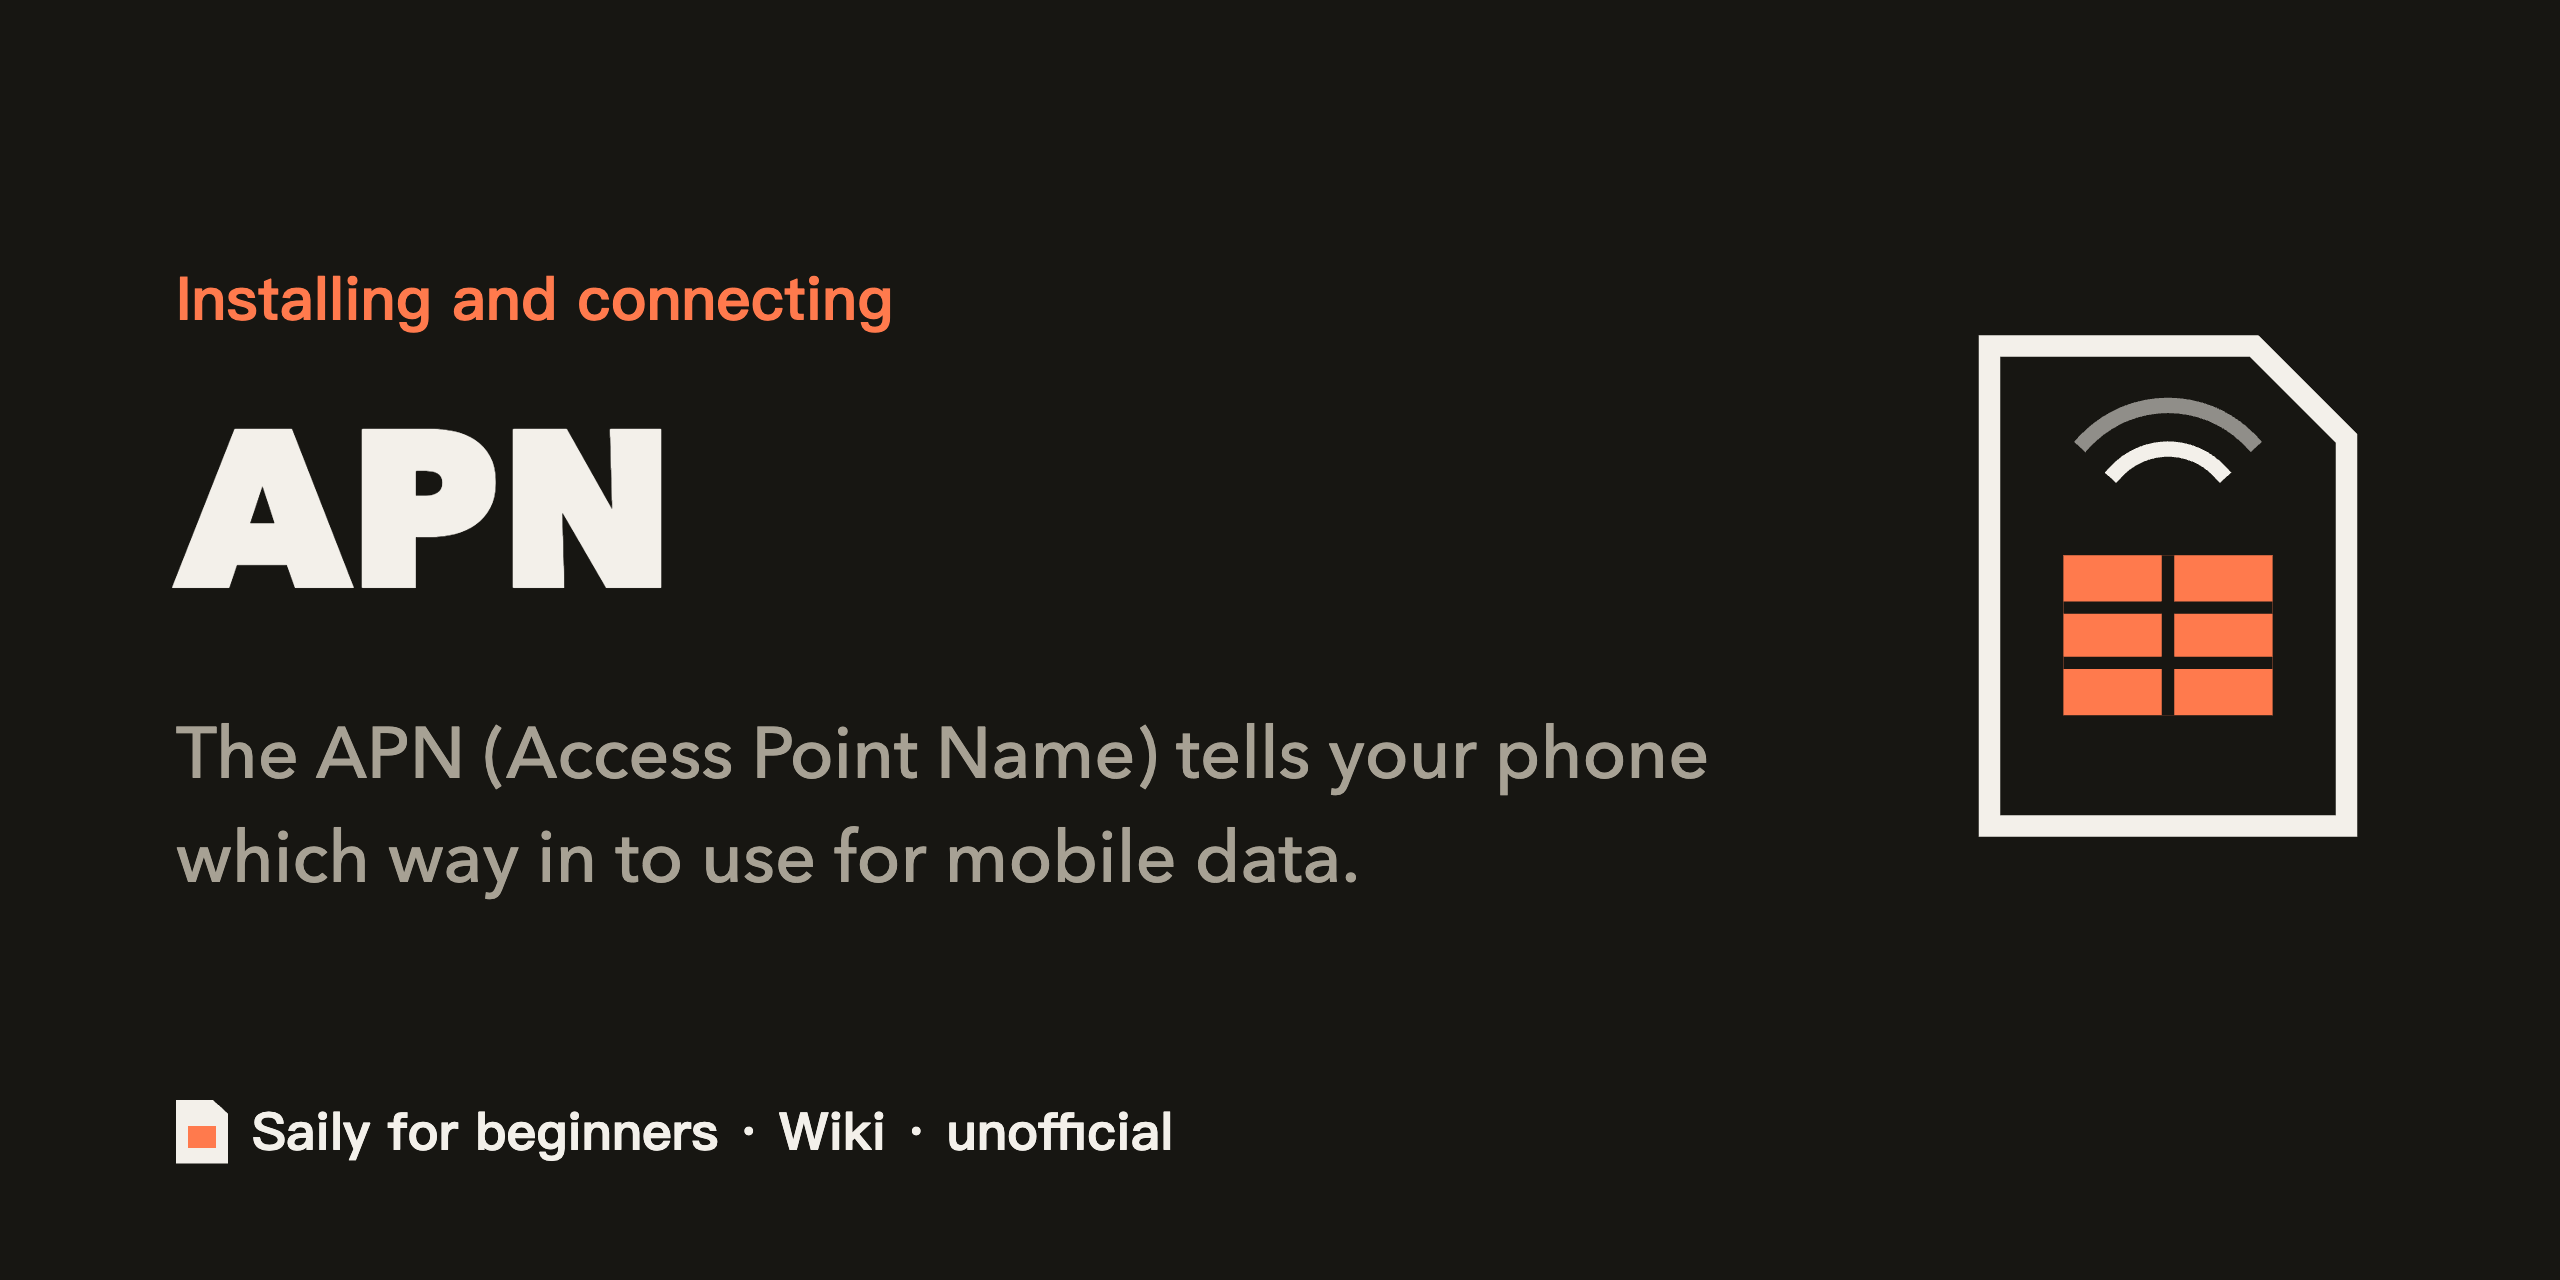 Installing and connecting
APN
The APN (Access Point Name) tells your phone
which way in to use for mobile data.
Saily for beginners · Wiki · unofficial